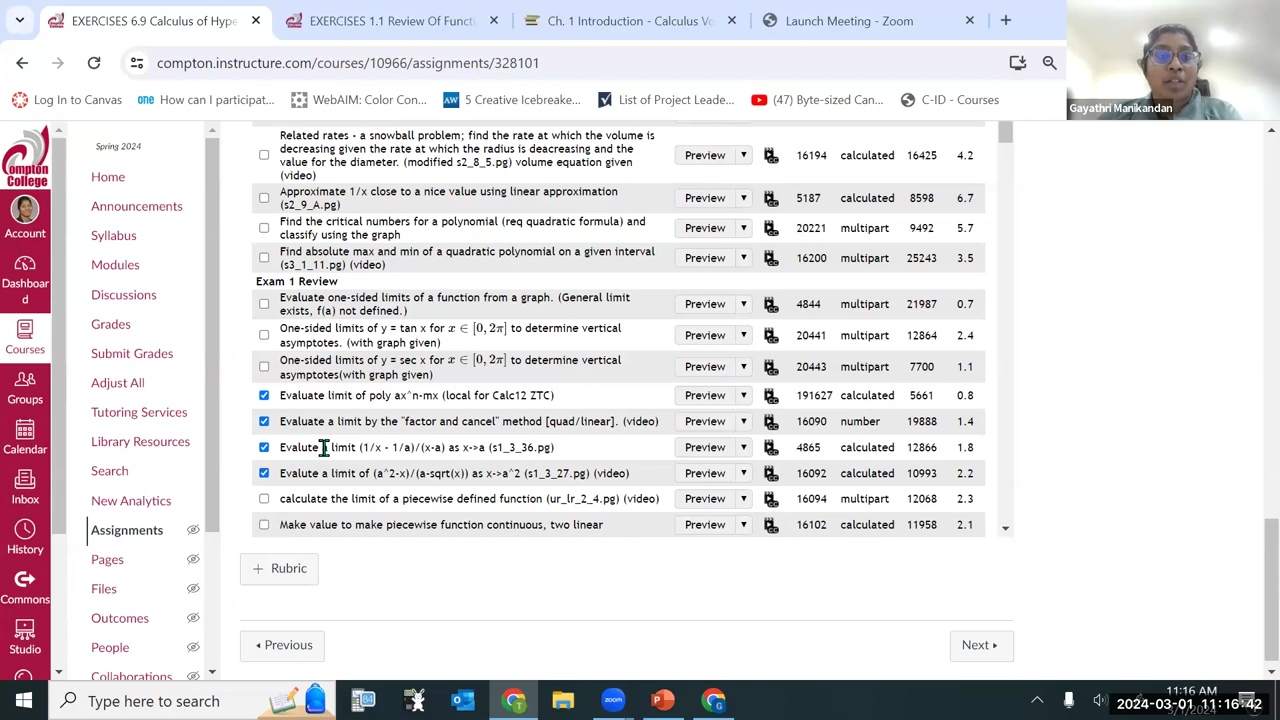 EXERCISES 6.9 Calculus of Hype
EXERCISES 1.1 Review Of Functi
Ch. 1 Introduction - Calculus Vo
Launch Meeting - Zoom
compton.instructure.com/courses/10966/assignments/328101
Log In to Canvas
one How can I participat...
WebAIM: Color Con...
AW 5 Creative Icebreake...
List of Project Leade...
(47) Byte-sized Can...
C-ID - Courses
Gayathri Manikandan
Compton College
Account
Dashboar
d
Courses
Groups
Calendar
Inbox
History
Commons
Studio
Spring 2024
Home
Announcements
Syllabus
Modules
Discussions
Grades
Submit Grades
Adjust All
Tutoring Services
Library Resources
Search
New Analytics
Assignments
Pages
Files
Outcomes
People
Collaborations
Related rates - a snowball problem; find the rate at which the volume is
decreasing given the rate at which the radius is deacreasing and the
value for the diameter. (modified s2_8_5.pg) volume equation given
(video)
Preview 16194 calculated 16425 4.2
Approximate 1/x close to a nice value using linear approximation
(s2_9_A.pg)
Preview 5187 calculated 8598 6.7
Find the critical numbers for a polynomial (req quadratic formula) and
classify using the graph
Preview 20221 multipart 9492 5.7
Find absolute max and min of a quadratic polynomial on a given interval
(s3_1_11.pg) (video)
Preview 16200 multipart 25243 3.5
Exam 1 Review
Evaluate one-sided limits of a function from a graph. (General limit
exists, f(a) not defined.)
Preview 4844 multipart 21987 0.7
One-sided limits of y = tan x for x ∈ [0, 2π] to determine vertical
asymptotes. (with graph given)
Preview 20441 multipart 12864 2.4
One-sided limits of y = sec x for x ∈ [0, 2π] to determine vertical
asymptotes(with graph given)
Preview 20443 multipart 7700 1.1
Evaluate limit of poly ax^n-mx (local for Calc12 ZTC) Preview 191627 calculated 5661 0.8
Evaluate a limit by the "factor and cancel" method [quad/linear]. (video) Preview 16090 number 19888 1.4
Evalute limit (1/x - 1/a)/(x-a) as x->a (s1_3_36.pg) Preview 4865 calculated 12866 1.8
Evalute a limit of (a^2-x)/(a-sqrt(x)) as x->a^2 (s1_3_27.pg) (video) Preview 16092 calculated 10993 2.2
calculate the limit of a piecewise defined function (ur_lr_2_4.pg) (video) Preview 16094 multipart 12068 2.3
Make value to make piecewise function continuous, two linear Preview 16102 calculated 11958 2.1
+ Rubric
Previous
Next
Type here to search
11:16 AM
2024-03-01 11:16:42